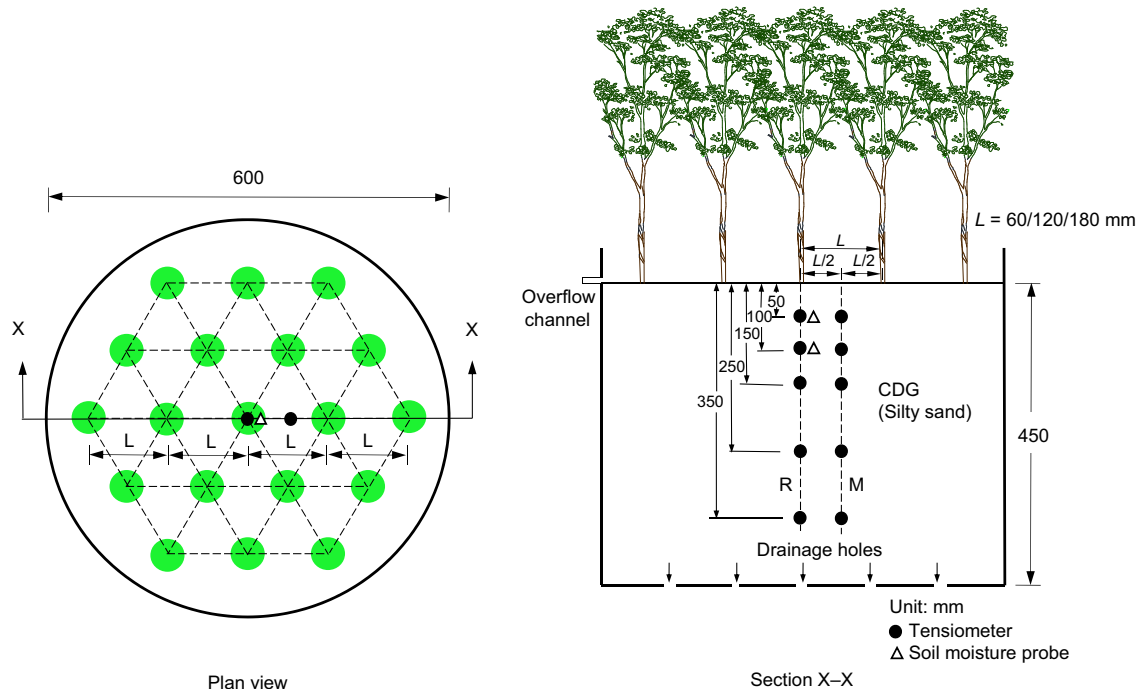 600
X
X
L
L
L
L
Plan view
L = 60/120/180 mm
L
L/2
L/2
Overflow
channel
50
100
150
250
350
CDG
(Silty sand)
450
R
M
Drainage holes
Unit: mm
Tensiometer
Soil moisture probe
Section X–X